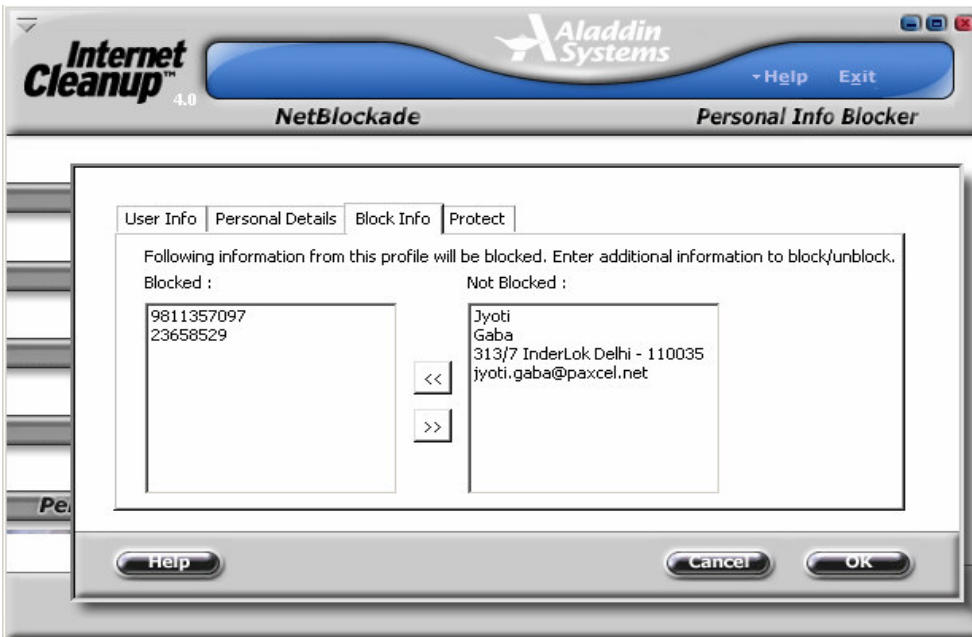 Internet
Cleanup™ 4.0
Aladdin
Systems
Help Exit
NetBlockade Personal Info Blocker
User Info Personal Details Block Info Protect
Following information from this profile will be blocked. Enter additional information to block/unblock.
Blocked : Not Blocked :
9811357097
23658529
<<
>>
Jyoti
Gaba
313/7 InderLok Delhi - 110035
jyoti.gaba@paxcel.net
Help Cancel OK